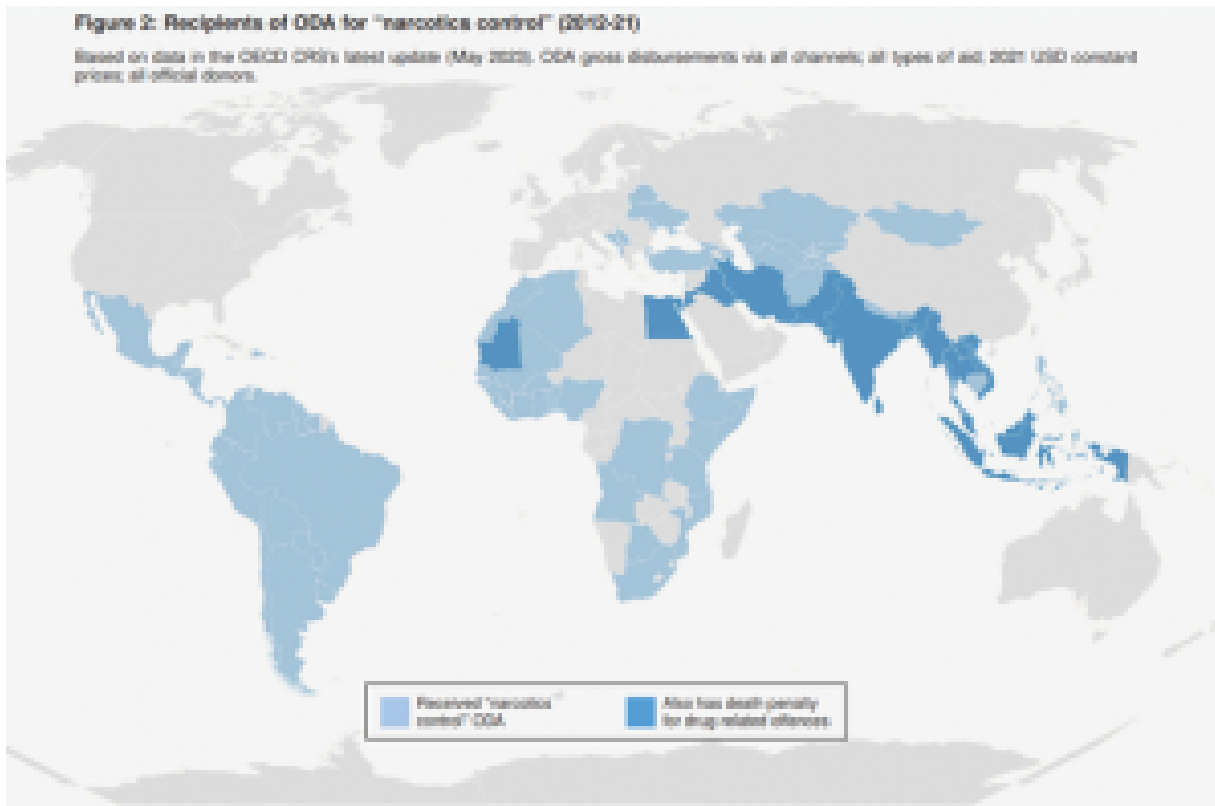 Figure 2: Recipients of ODA for "narcotics control" (2012-21)
Based on data in the OECD CRS's latest update (May 2023). ODA gross disbursements via all channels; all types of aid; 2021 USD constant
prices; all official donors.
Received "narcotics
control" ODA
Also has death penalty
for drug related offences